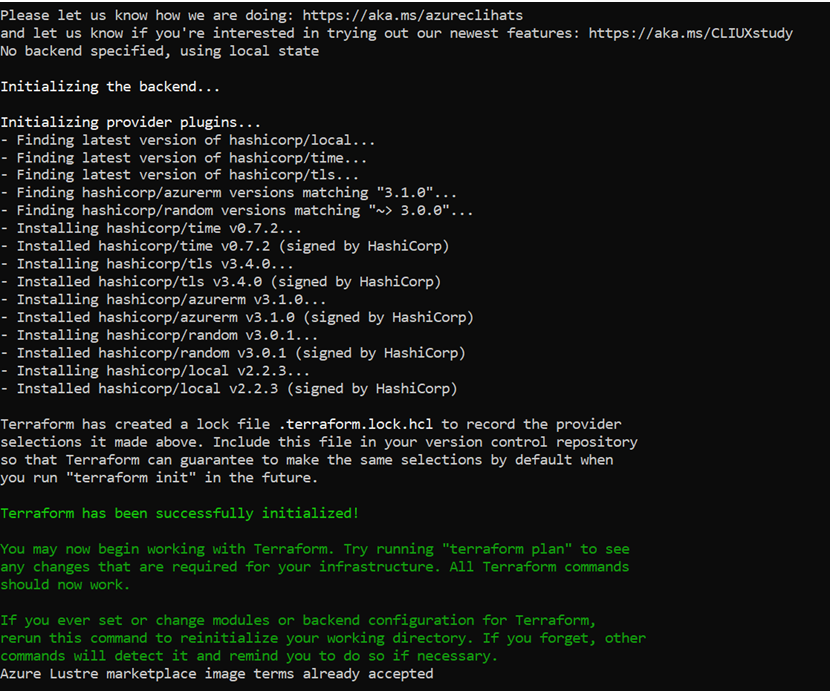 Please let us know how we are doing: https://aka.ms/azureclihats
and let us know if you're interested in trying out our newest features: https://aka.ms/CLIUXstudy
No backend specified, using local state
Initializing the backend...
Initializing provider plugins...
- Finding latest version of hashicorp/local...
- Finding latest version of hashicorp/time...
- Finding latest version of hashicorp/tls...
- Finding hashicorp/azurerm versions matching "3.1.0"...
- Finding hashicorp/random versions matching "~> 3.0.0"...
- Installing hashicorp/time v0.7.2...
- Installed hashicorp/time v0.7.2 (signed by HashiCorp)
- Installing hashicorp/tls v3.4.0...
- Installed hashicorp/tls v3.4.0 (signed by HashiCorp)
- Installing hashicorp/azurerm v3.1.0...
- Installed hashicorp/azurerm v3.1.0 (signed by HashiCorp)
- Installing hashicorp/random v3.0.1...
- Installed hashicorp/random v3.0.1 (signed by HashiCorp)
- Installing hashicorp/local v2.2.3...
- Installed hashicorp/local v2.2.3 (signed by HashiCorp)
Terraform has created a lock file .terraform.lock.hcl to record the provider
selections it made above. Include this file in your version control repository
so that Terraform can guarantee to make the same selections by default when
you run "terraform init" in the future.
Terraform has been successfully initialized!
You may now begin working with Terraform. Try running "terraform plan" to see
any changes that are required for your infrastructure. All Terraform commands
should now work.
If you ever set or change modules or backend configuration for Terraform,
rerun this command to reinitialize your working directory. If you forget, other
commands will detect it and remind you to do so if necessary.
Azure Lustre marketplace image terms already accepted